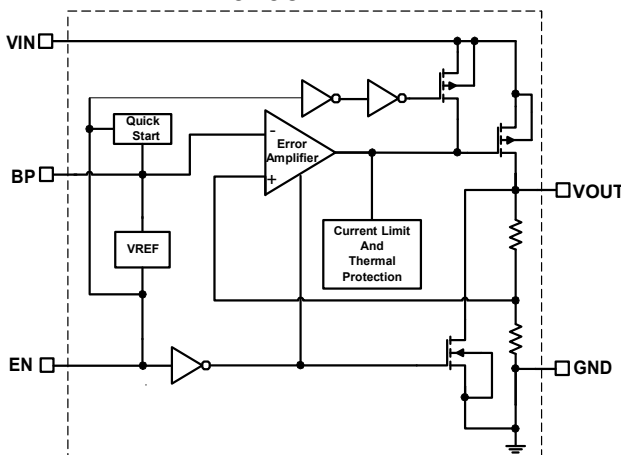 VIN
Quick
Start
-
Error
Amplifier
+
BP
VOUT
VREF
Current Limit
And
Thermal
Protection
EN
GND